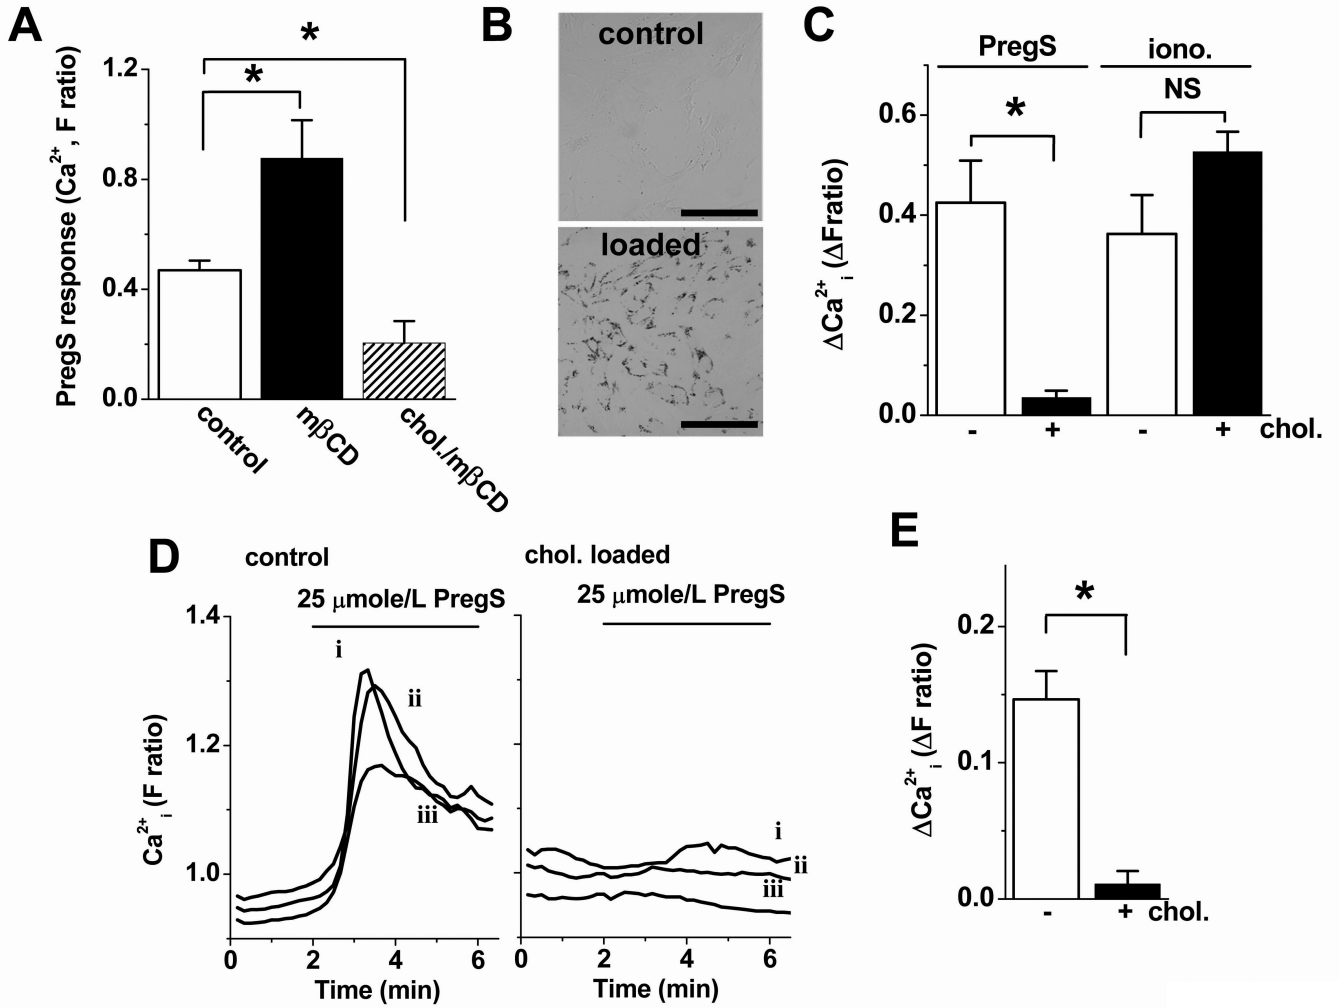 A
PregS response (Ca2+, F ratio)
1.2
0.8
0.4
0.0
*
*
control
mβCD
chol./mβCD
B
control
loaded
C
PregS
iono.
*
NS
ΔCa2+i (ΔFratio)
0.6
0.4
0.2
0.0
- + - + chol.
D
control
chol. loaded
25 μmole/L PregS
25 μmole/L PregS
Ca2+i (F ratio)
1.4
1.2
1.0
i
ii
iii
i
ii
iii
0 2 4 6
0 2 4 6
Time (min)
Time (min)
E
*
ΔCa2+i (ΔF ratio)
0.2
0.1
0.0
- + chol.